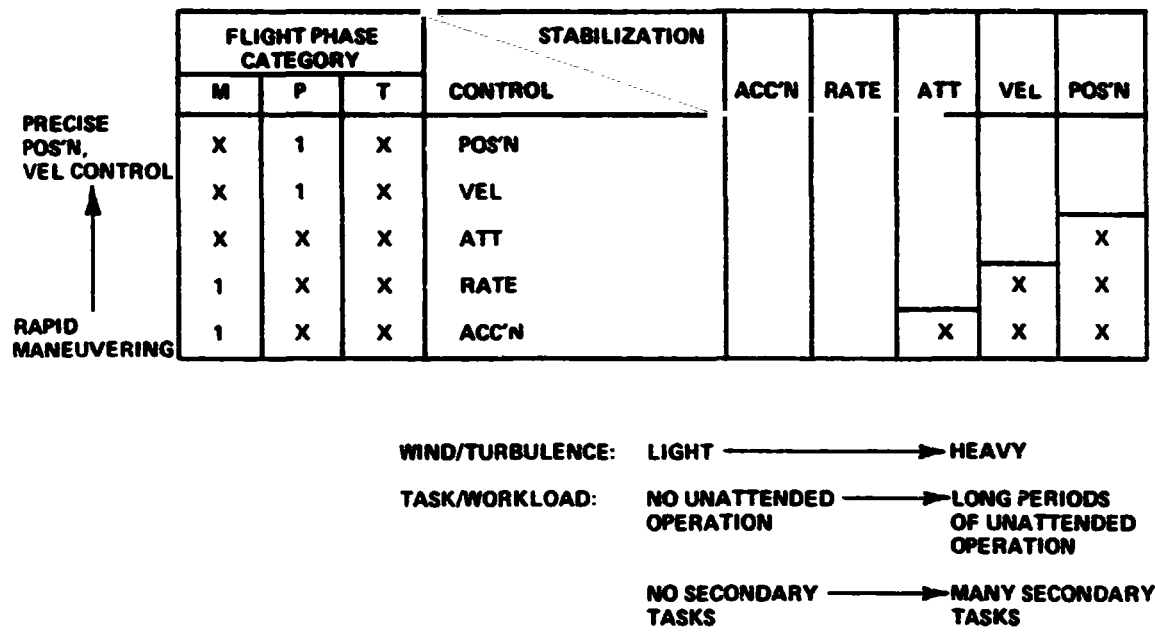 FLIGHT PHASE CATEGORY STABILIZATION
M P T CONTROL ACC'N RATE ATT VEL POS'N
PRECISE
POS'N,
VEL CONTROL
X 1 X POS'N
X 1 X VEL
X X X ATT X
1 X X RATE X X
RAPID
MANEUVERING
1 X X ACC'N X X X
WIND/TURBULENCE: LIGHT HEAVY
TASK/WORKLOAD: NO UNATTENDED LONG PERIODS
OPERATION OF UNATTENDED
OPERATION
NO SECONDARY MANY SECONDARY
TASKS TASKS